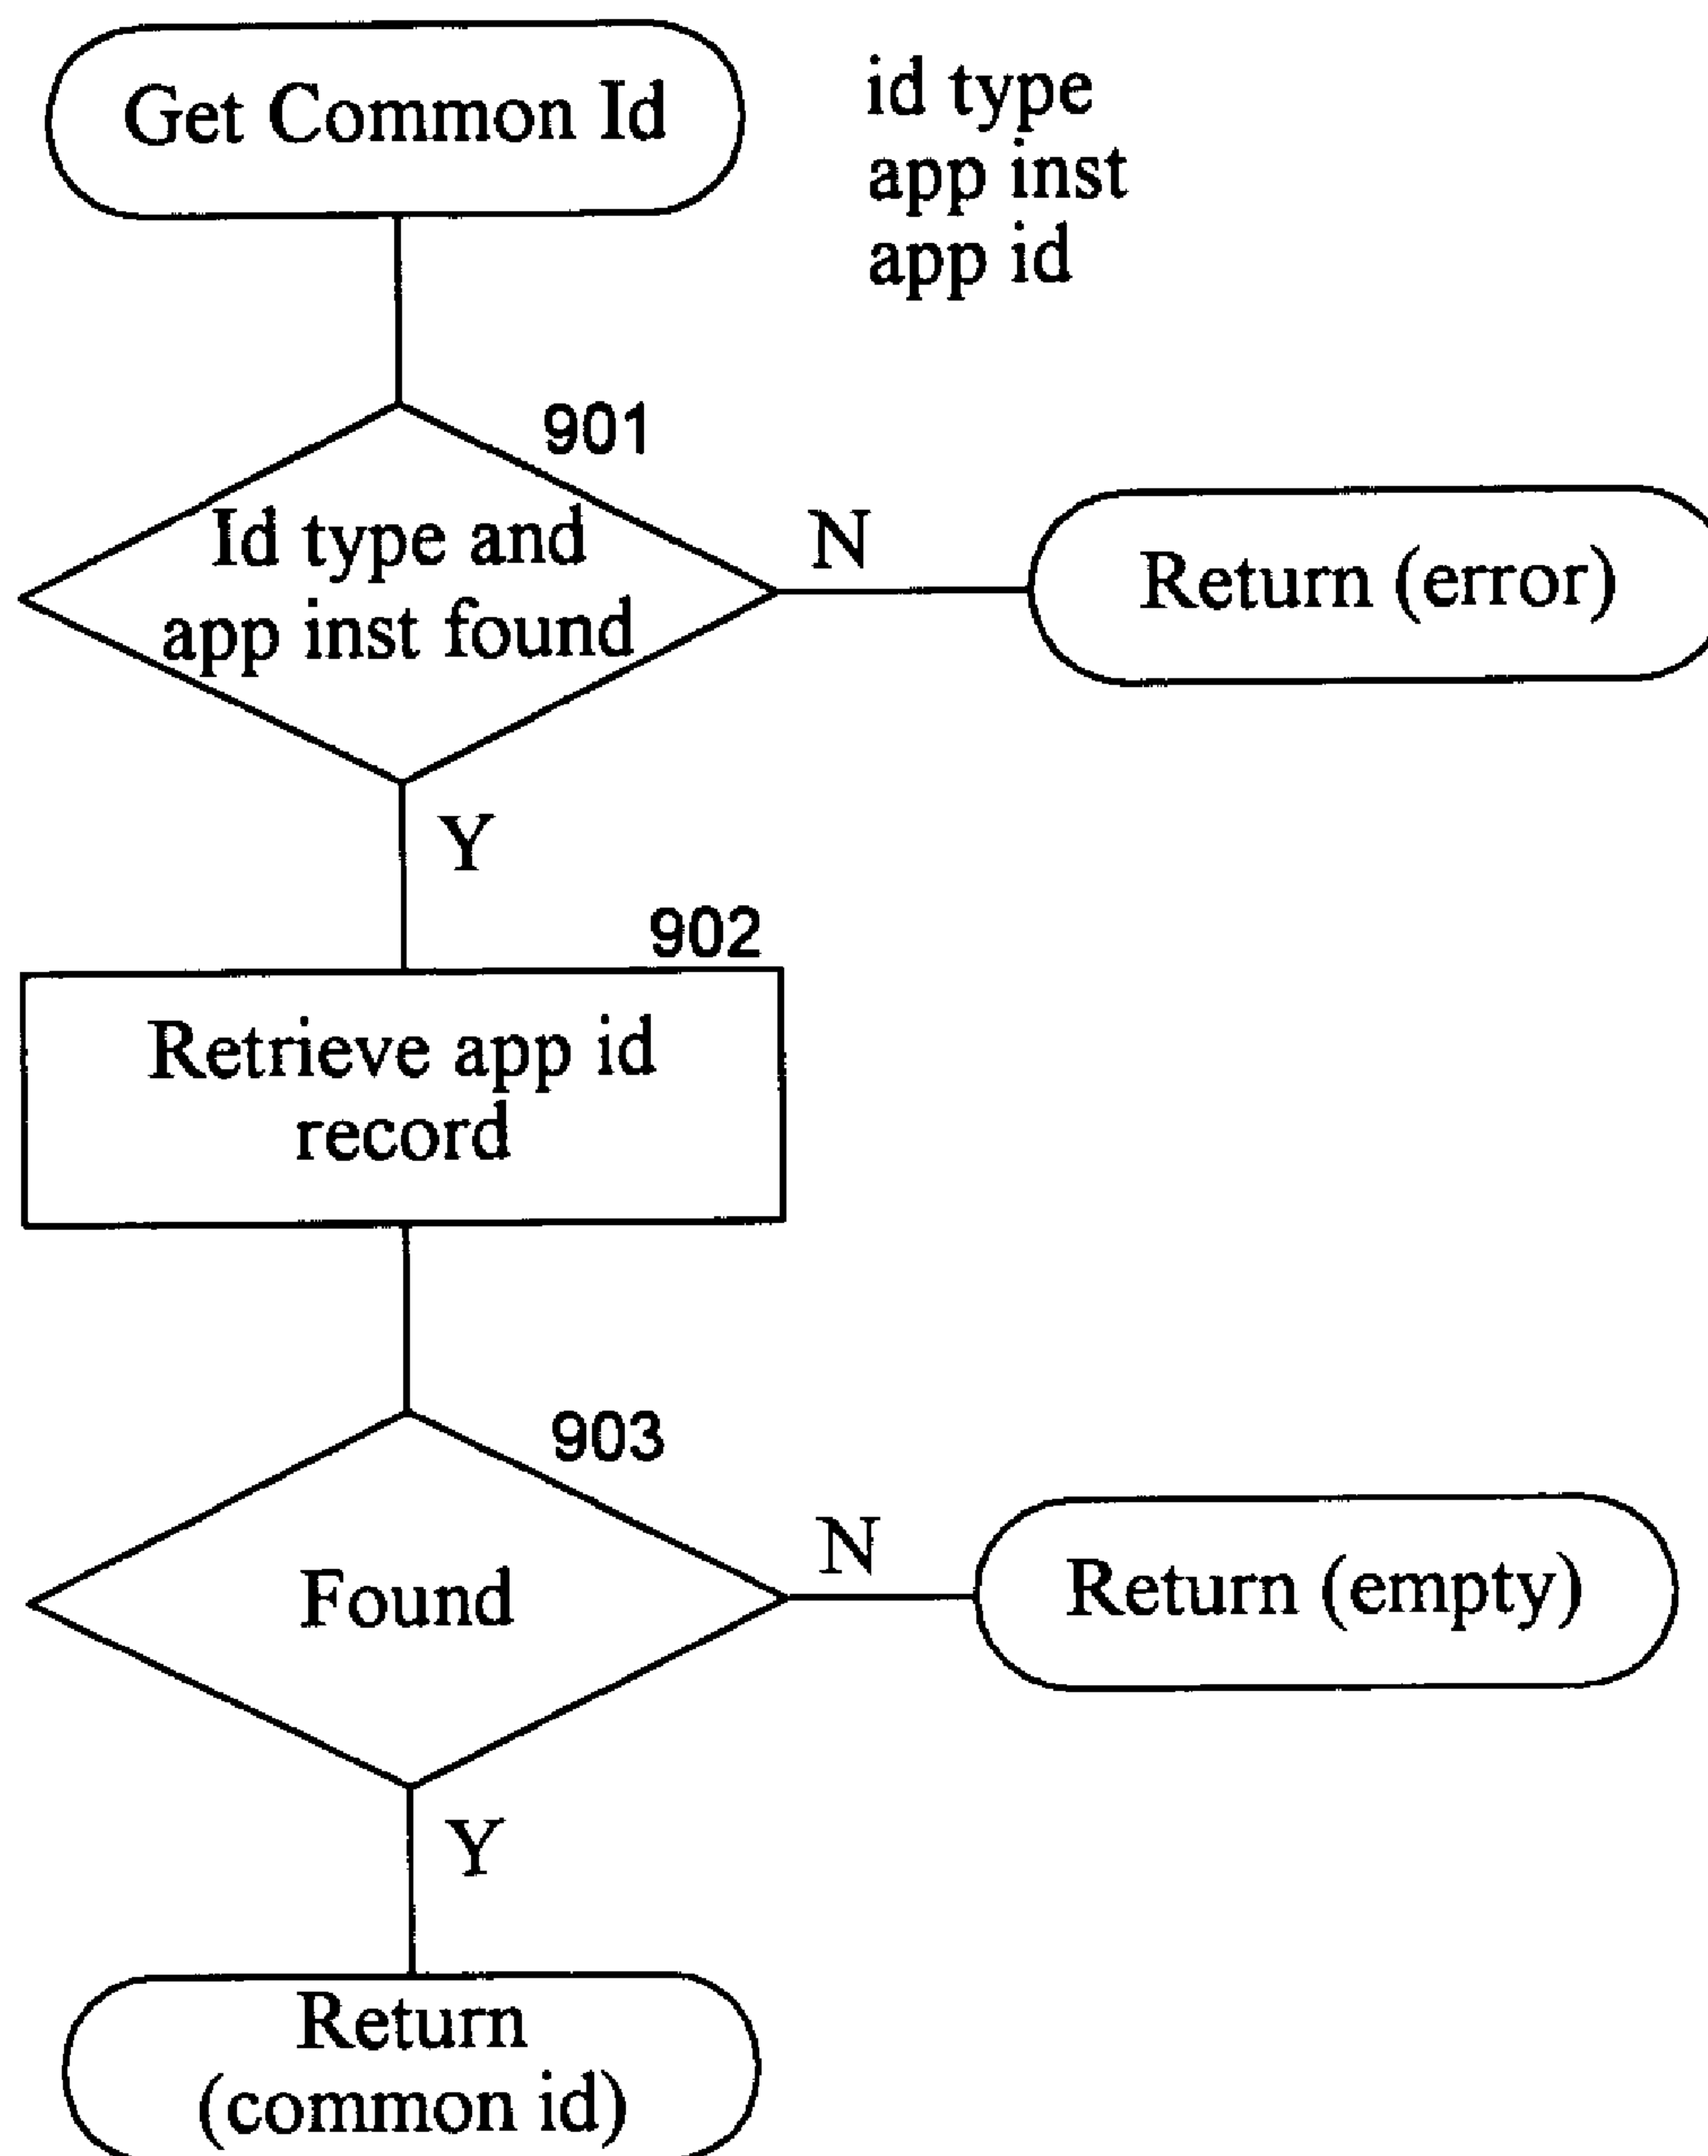 Get Common Id
id type
app inst
app id
901
Id type and
app inst found
N
Return (error)
Y
902
Retrieve app id
record
903
Found
N
Return (empty)
Y
Return
(common id)